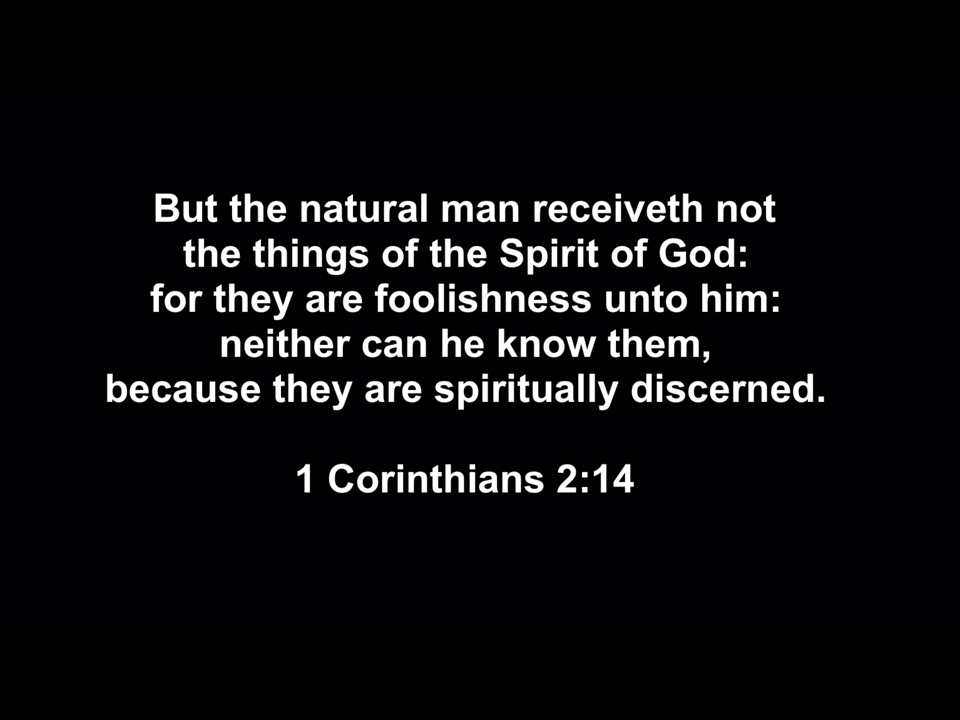 But the natural man receiveth not
the things of the Spirit of God:
for they are foolishness unto him:
neither can he know them,
because they are spiritually discerned.
1 Corinthians 2:14